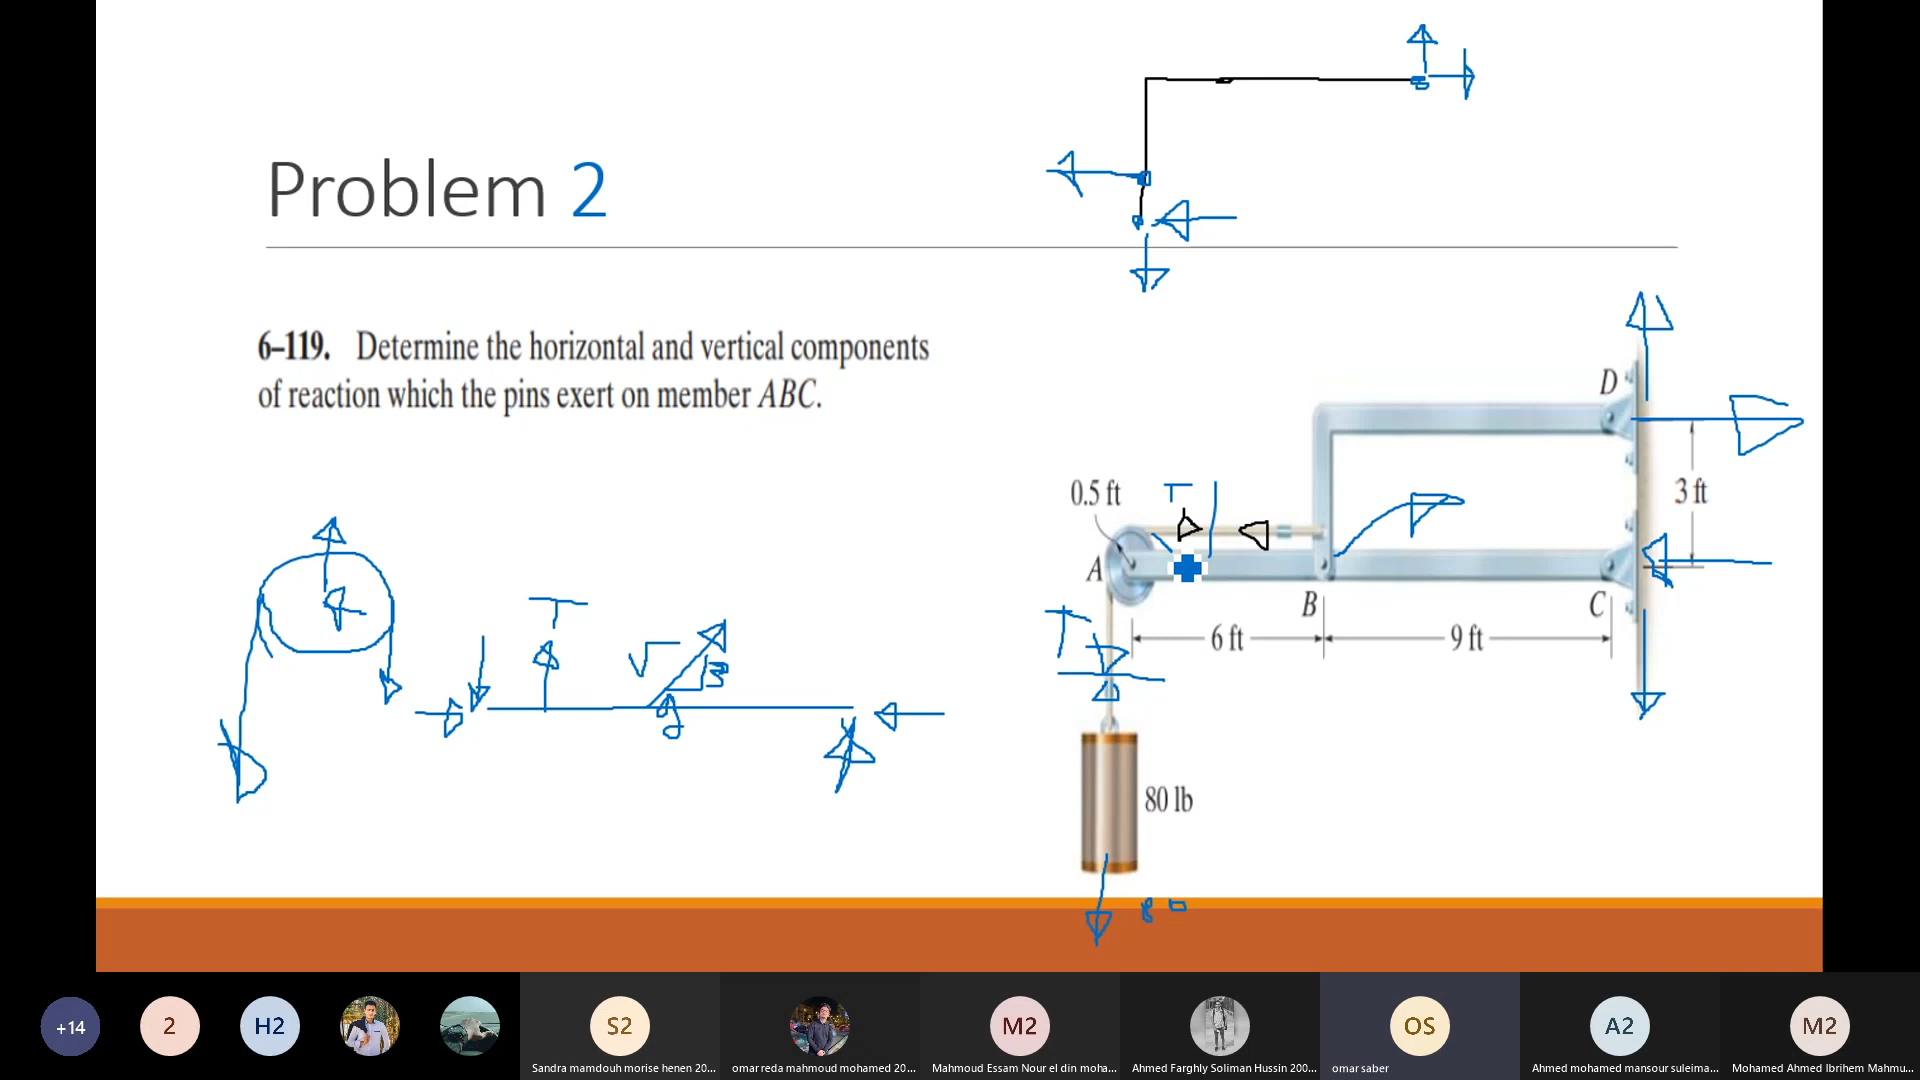 Problem 2
6–119. Determine the horizontal and vertical components
of reaction which the pins exert on member ABC.
D
0.5 ft
T
3 ft
A
B
C
6 ft
9 ft
T
T
80 lb
80
+14
2
H2
S2
M2
OS
A2
M2
Sandra mamdouh morise henen 20...
omar reda mahmoud mohamed 20...
Mahmoud Essam Nour el din moha...
Ahmed Farghly Soliman Hussin 200...
omar saber
Ahmed mohamed mansour suleima...
Mohamed Ahmed Ibrihem Mahmu...